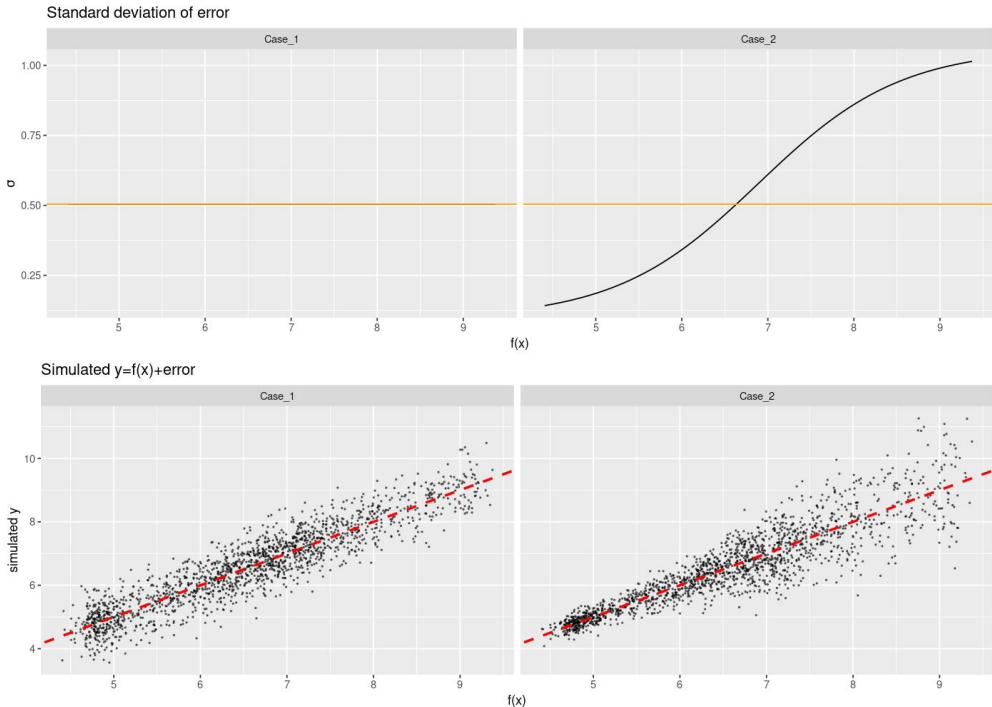 Standard deviation of error
Case_1 Case_2
1.00
0.75
σ
0.50
0.25
5 6 7 8 9 5 6 7 8 9
f(x)
Simulated y=f(x)+error
Case_1 Case_2
10
8
simulated y
6
4
5 6 7 8 9 5 6 7 8 9
f(x)